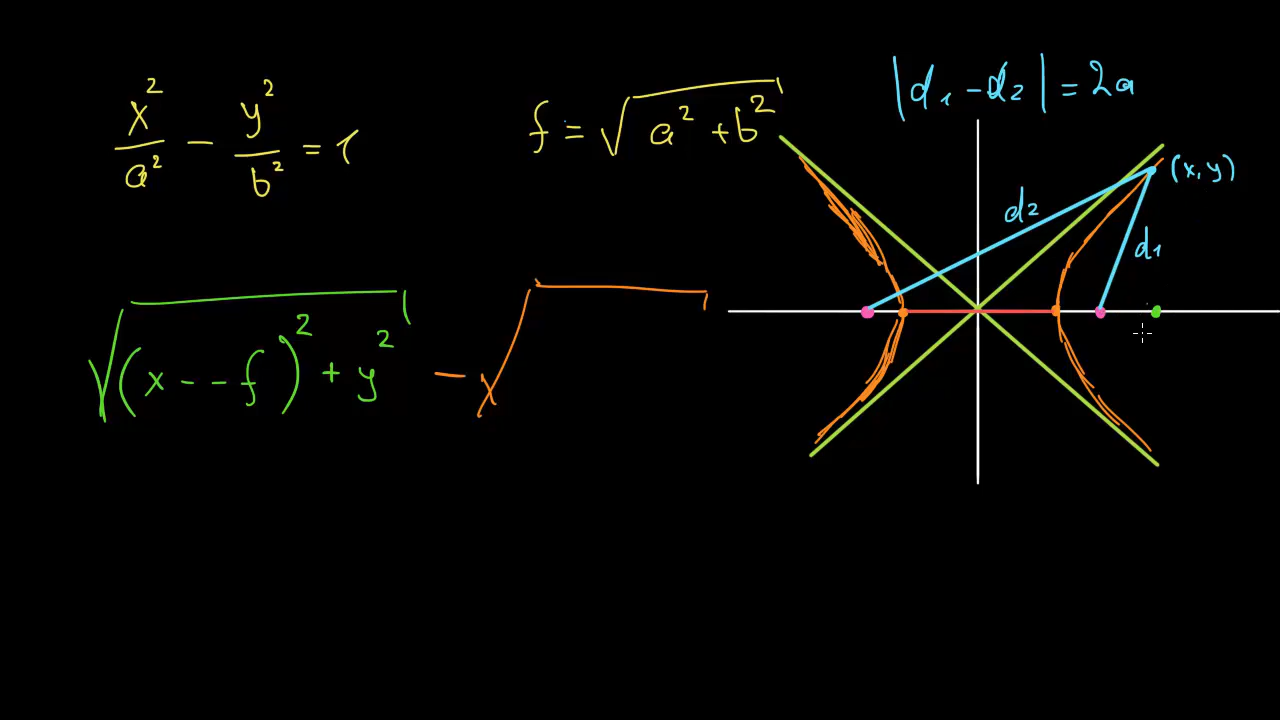 x²/a² - y²/b² = 1
f = √(a² + b²)
|d₁ - d₂| = 2a
(x, y)
d₂
d₁
√((x - - f)² + y²) - √